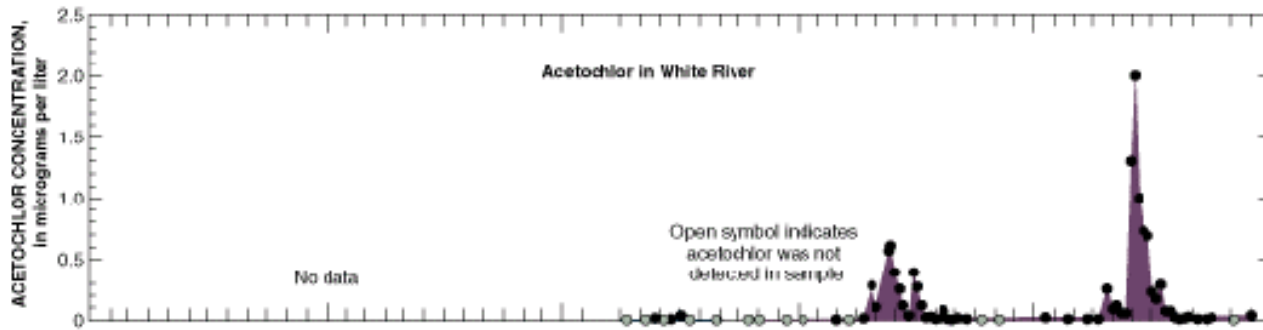 ACETOCHLOR CONCENTRATION,
in micrograms per liter
2.5
2.0
1.5
1.0
0.5
0
Acetochlor in White River
No data
Open symbol indicates
acetochlor was not
detected in sample